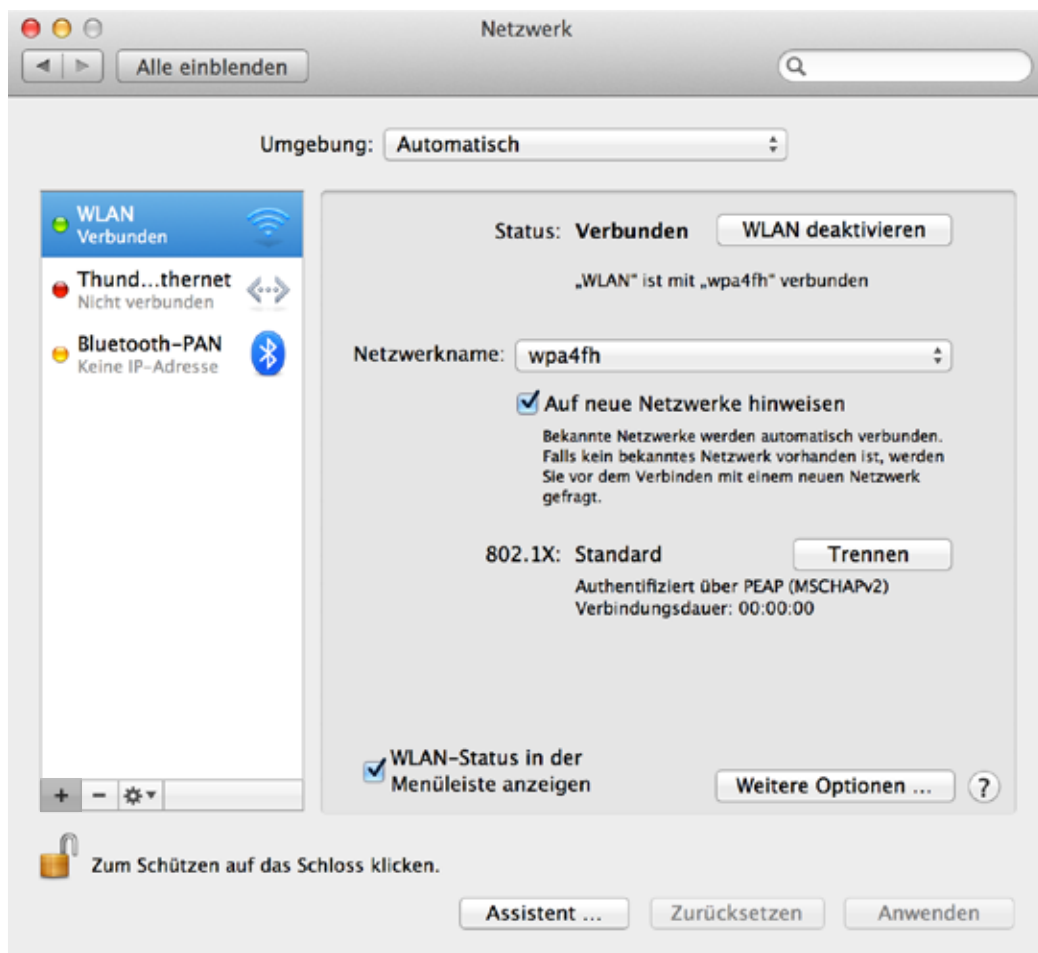 Netzwerk
Alle einblenden
Umgebung: Automatisch
WLAN
Verbunden
Thund...thernet
Nicht verbunden
Bluetooth-PAN
Keine IP-Adresse
Status: Verbunden WLAN deaktivieren
„WLAN“ ist mit „wpa4fh“ verbunden
Netzwerkname: wpa4fh
Auf neue Netzwerke hinweisen
Bekannte Netzwerke werden automatisch verbunden.
Falls kein bekanntes Netzwerk vorhanden ist, werden
Sie vor dem Verbinden mit einem neuen Netzwerk
gefragt.
802.1X: Standard Trennen
Authentifiziert über PEAP (MSCHAPv2)
Verbindungsdauer: 00:00:00
WLAN-Status in der
Menüleiste anzeigen
Weitere Optionen ... ?
+ −
Zum Schützen auf das Schloss klicken.
Assistent ... Zurücksetzen Anwenden